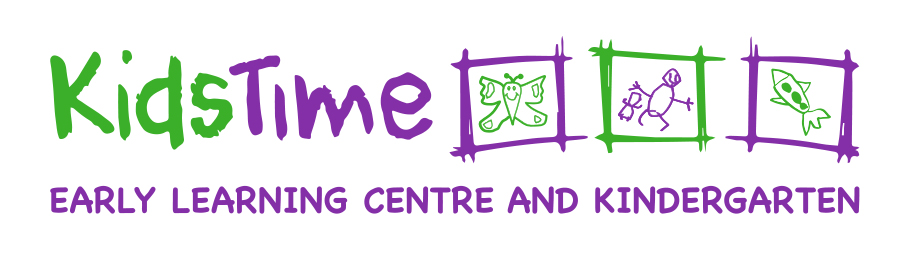 KidsTime
EARLY LEARNING CENTRE AND KINDERGARTEN